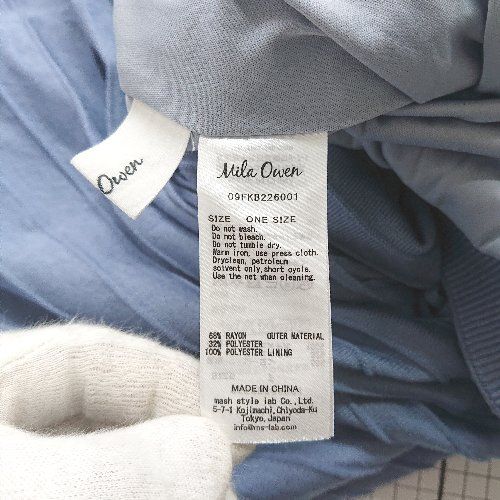 Owen
Mila Owen
09FKB226001
SIZE ONE SIZE
Do not wash.
Do not bleach.
Do not tumble dry.
Warm iron, use press cloth.
Dryclean, petroleum
solvent only,short cycle.
Use the net when cleaning.
68% RAYON OUTER MATERIAL
32% POLYESTER
100% POLYESTER LINING
MADE IN CHINA
mash style lab Co.,Ltd.
5-7-1 Kojimachi,Chiyoda-Ku
Tokyo,Japan
info@ms-lab.com